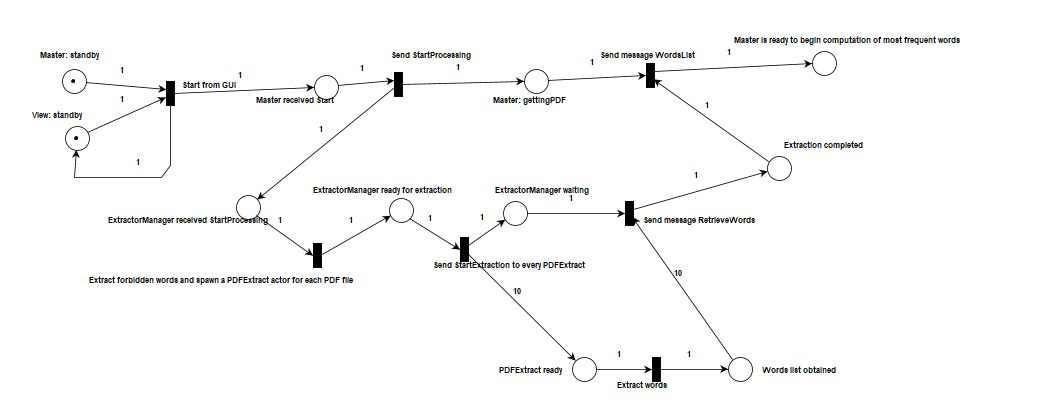 Master is ready to begin computation of most frequent words
Master: standby
Send StartProcessing
Send message WordsList
1
1
1
1
1
1
1
Start from GUI
1
Master received Start
Master: gettingPDF
1
View: standby
1
1
Extraction completed
1
1
ExtractorManager ready for extraction
ExtractorManager waiting
1
ExtractorManager received StartProcessing
1
1
1
1
Send message RetrieveWords
Send StartExtraction to every PDFExtract
10
Extract forbidden words and spawn a PDFExtract actor for each PDF file
10
1
1
PDFExtract ready
Words list obtained
Extract words